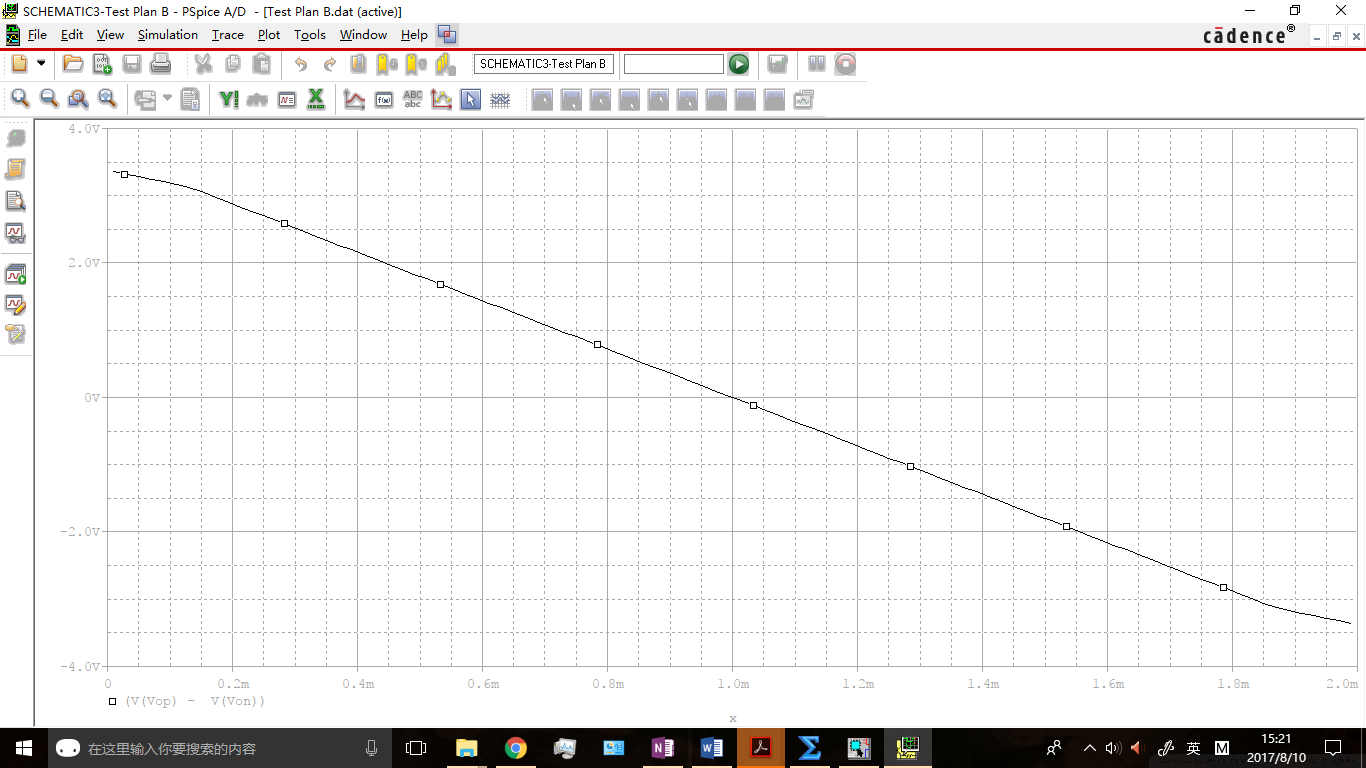 SCHEMATIC3-Test Plan B - PSpice A/D - [Test Plan B.dat (active)]
File Edit View Simulation Trace Plot Tools Window Help
cādence®
SCHEMATIC3-Test Plan B
ABC
abc
4.0V
2.0V
0V
-2.0V
-4.0V
0 0.2m 0.4m 0.6m 0.8m 1.0m 1.2m 1.4m 1.6m 1.8m 2.0m
(V(Vop) - V(Von))
x
在这里输入你要搜索的内容
英
M
15:21
2017/8/10